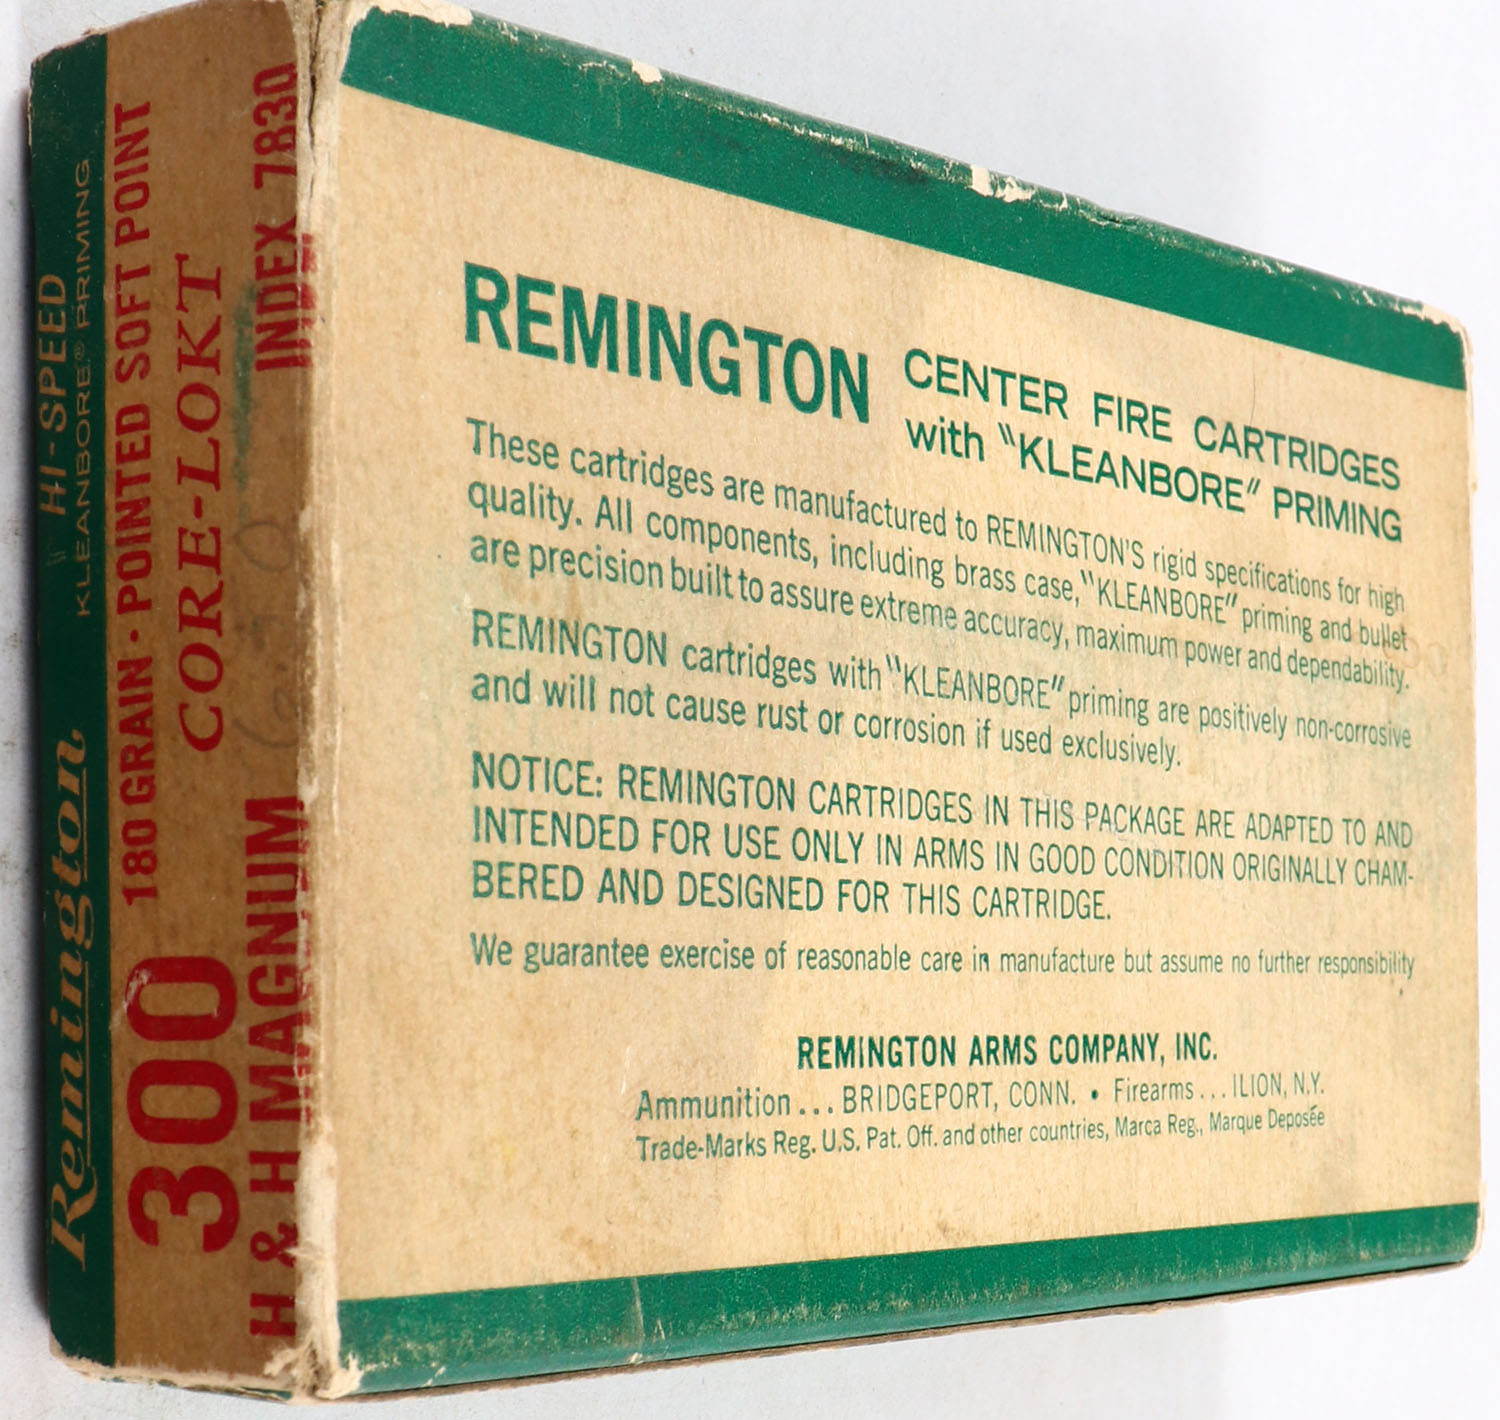 Remington HI-SPEED
KLEANBORE® PRIMING
180 GRAIN · POINTED SOFT POINT
300 CORE-LOKT
H & H MAGNUM INDEX 7830
REMINGTON CENTER FIRE CARTRIDGES
with "KLEANBORE" PRIMING
These cartridges are manufactured to REMINGTON'S rigid specifications for high
quality. All components, including brass case, "KLEANBORE" priming and bullet
are precision built to assure extreme accuracy, maximum power and dependability.
REMINGTON cartridges with "KLEANBORE" priming are positively non-corrosive
and will not cause rust or corrosion if used exclusively.
NOTICE: REMINGTON CARTRIDGES IN THIS PACKAGE ARE ADAPTED TO AND
INTENDED FOR USE ONLY IN ARMS IN GOOD CONDITION ORIGINALLY CHAM-
BERED AND DESIGNED FOR THIS CARTRIDGE.
We guarantee exercise of reasonable care in manufacture but assume no further responsibility
REMINGTON ARMS COMPANY, INC.
Ammunition ... BRIDGEPORT, CONN. • Firearms ... ILION, N.Y.
Trade-Marks Reg. U.S. Pat. Off. and other countries, Marca Reg., Marque Deposée